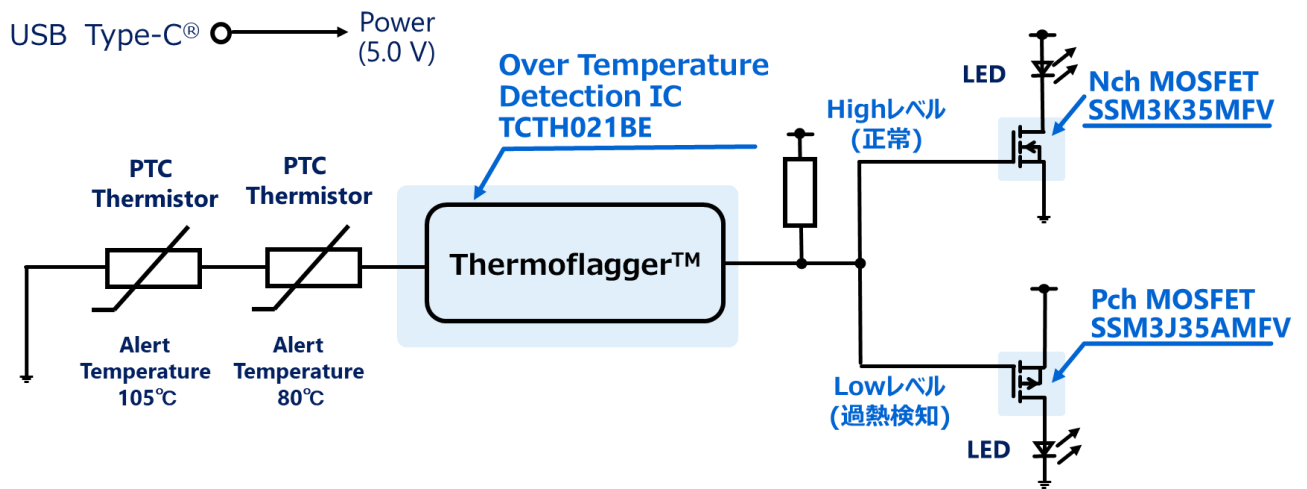 USB Type-C®
Power
(5.0 V)
Over Temperature
Detection IC
TCTH021BE
LED
Nch MOSFET
SSM3K35MFV
Highレベル
(正常)
PTC
Thermistor
PTC
Thermistor
Thermoflagger™
Alert
Temperature
105℃
Alert
Temperature
80℃
Pch MOSFET
SSM3J35AMFV
Lowレベル
(過熱検知)
LED